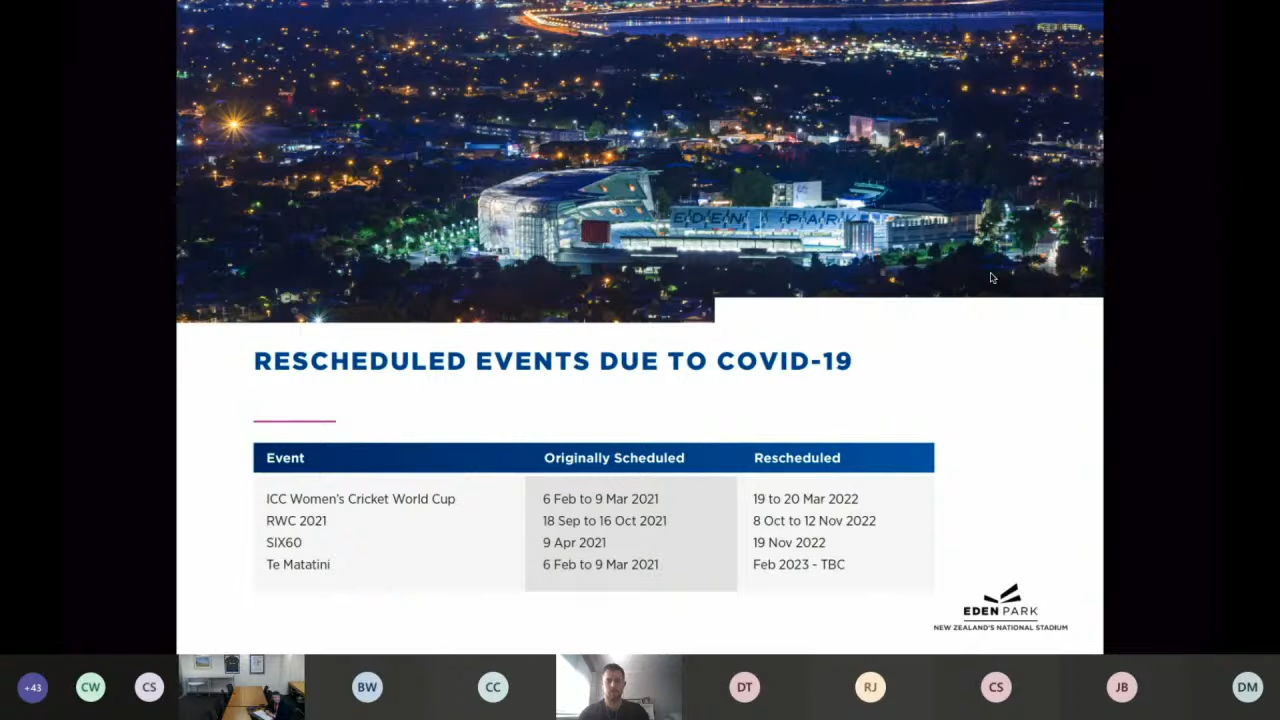 EDEN PARK
RESCHEDULED EVENTS DUE TO COVID-19
Event Originally Scheduled Rescheduled
ICC Women's Cricket World Cup 6 Feb to 9 Mar 2021 19 to 20 Mar 2022
RWC 2021 18 Sep to 16 Oct 2021 8 Oct to 12 Nov 2022
SIX60 9 Apr 2021 19 Nov 2022
Te Matatini 6 Feb to 9 Mar 2021 Feb 2023 - TBC
EDEN PARK
NEW ZEALAND'S NATIONAL STADIUM
+43 CW CS BW CC DT RJ CS JB DM